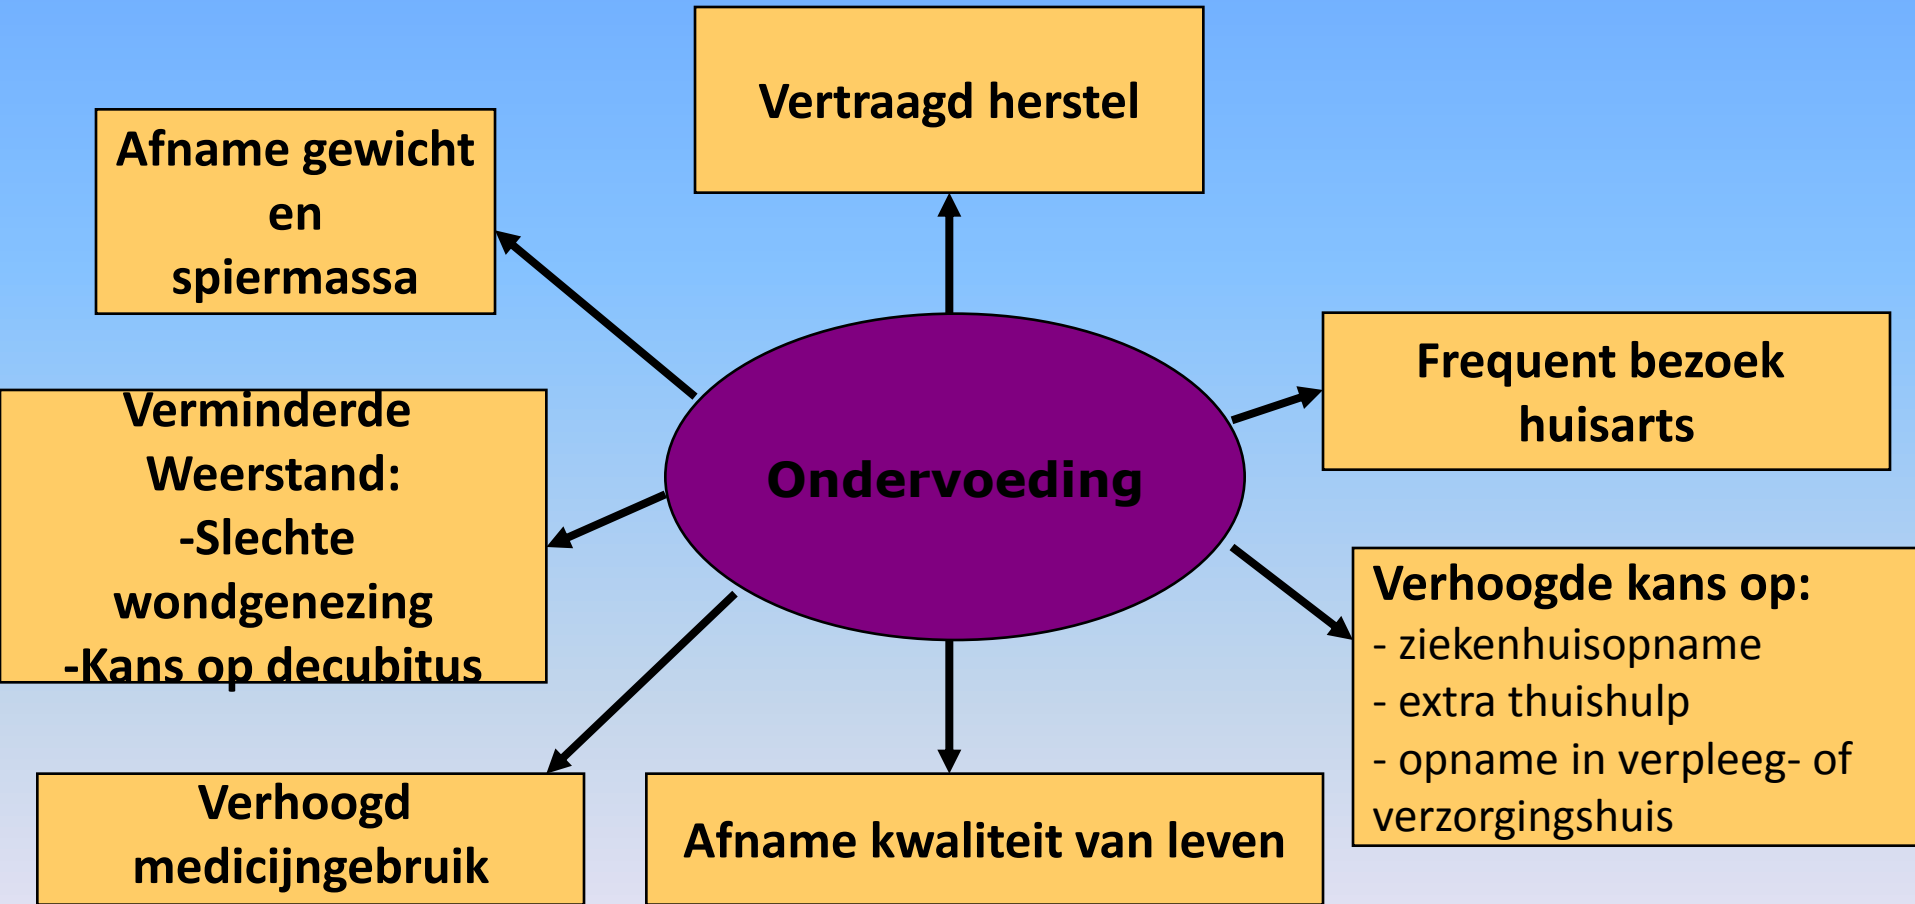 Vertraagd herstel
Afname gewicht
en
spiermassa
Frequent bezoek
huisarts
Verminderde
Weerstand:
-Slechte
wondgenezing
-Kans op decubitus
Ondervoeding
Verhoogde kans op:
- ziekenhuisopname
- extra thuishulp
- opname in verpleeg- of
verzorgingshuis
Verhoogd
medicijngebruik
Afname kwaliteit van leven